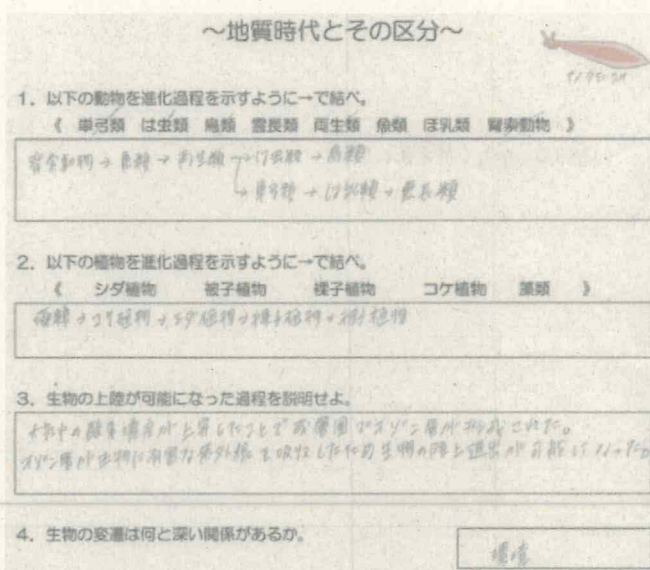 ～地質時代とその区分～
1．以下の動物を進化過程を示すように→で結べ。
《　単弓類　は虫類　鳥類　霊長類　両生類　魚類　ほ乳類　脊索動物　》
脊索動物→魚類→両生類→は虫類→鳥類
→単弓類→ほ乳類→霊長類
2．以下の植物を進化過程を示すように→で結べ。
《　シダ植物　被子植物　裸子植物　コケ植物　藻類　》
藻類→コケ植物→シダ植物→裸子植物→被子植物
3．生物の上陸が可能になった過程を説明せよ。
大気中の酸素濃度が上昇したことで成層圏でオゾン層が形成された。
オゾン層が生物に有害な紫外線を吸収したため生物の陸上進出が可能になった
4．生物の変遷は何と深い関係があるか。
環境